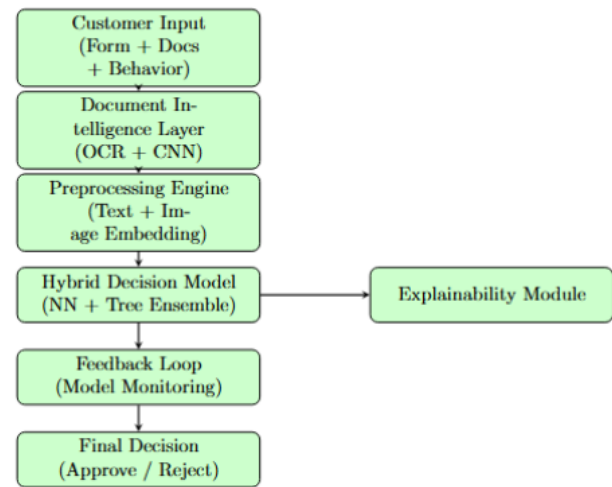 Customer Input
(Form + Docs
+ Behavior)
Document In-
telligence Layer
(OCR + CNN)
Preprocessing Engine
(Text + Im-
age Embedding)
Hybrid Decision Model
(NN + Tree Ensemble)
Explainability Module
Feedback Loop
(Model Monitoring)
Final Decision
(Approve / Reject)